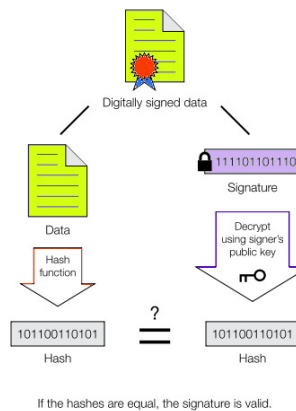 Digitally signed data
111101101110
Signature
Data
Hash
function
Decrypt
using signer's
public key
?
101100110101
=
101100110101
Hash
Hash
If the hashes are equal, the signature is valid.